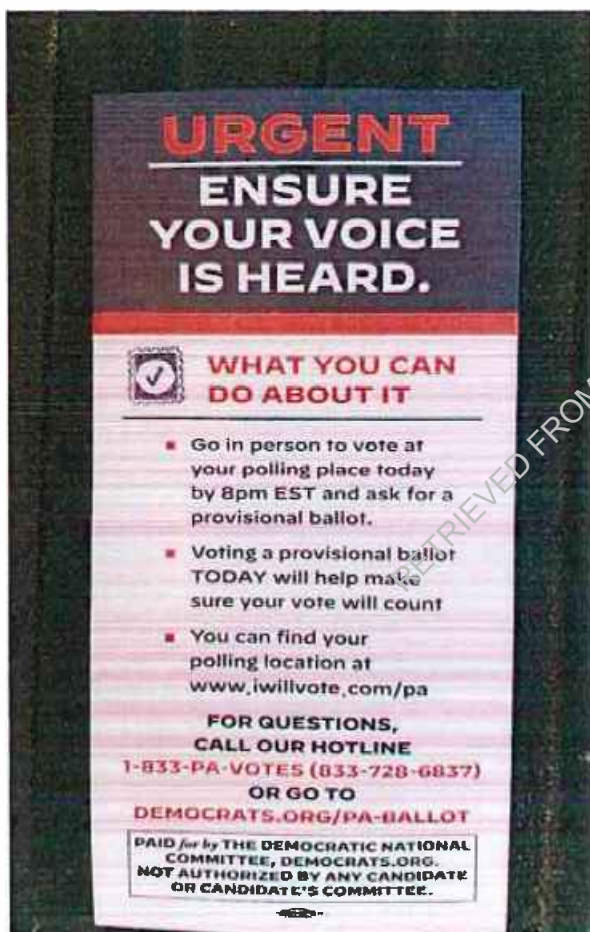 URGENT
ENSURE
YOUR VOICE
IS HEARD.
WHAT YOU CAN
DO ABOUT IT
Go in person to vote at
your polling place today
by 8pm EST and ask for a
provisional ballot.
Voting a provisional ballot
TODAY will help make
sure your vote will count
You can find your
polling location at
www.iwillvote.com/pa
FOR QUESTIONS,
CALL OUR HOTLINE
1-833-PA-VOTES (833-728-6837)
OR GO TO
DEMOCRATS.ORG/PA-BALLOT
PAID for by THE DEMOCRATIC NATIONAL
COMMITTEE, DEMOCRATS.ORG.
NOT AUTHORIZED BY ANY CANDIDATE
OR CANDIDATE'S COMMITTEE.
RETRIEVED FROM